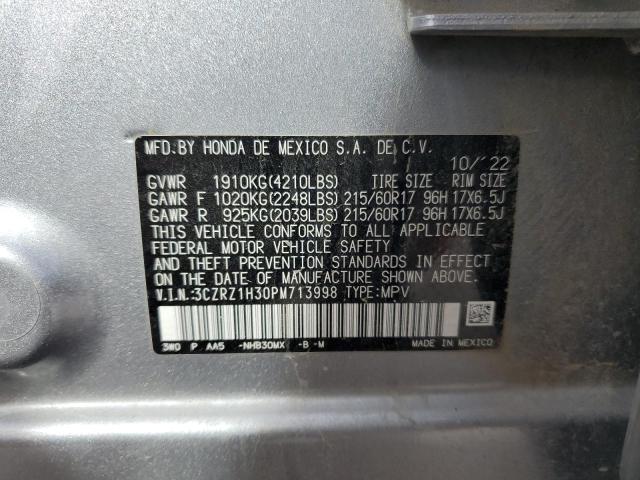 MFD.BY HONDA DE MEXICO S.A. DE C.V.
10/'22
GVWR 1910KG(4210LBS) TIRE SIZE RIM SIZE
GAWR F 1020KG(2248LBS) 215/60R17 96H 17X6.5J
GAWR R 925KG(2039LBS) 215/60R17 96H 17X6.5J
THIS VEHICLE CONFORMS TO ALL APPLICABLE
FEDERAL MOTOR VEHICLE SAFETY
AND THEFT PREVENTION STANDARDS IN EFFECT
ON THE DATE OF MANUFACTURE SHOWN ABOVE.
V.I.N.:3CZRZ1H30PM713998 TYPE:MPV
3W0 P AA5 -NHB30MX -B -M MADE IN MEXICO